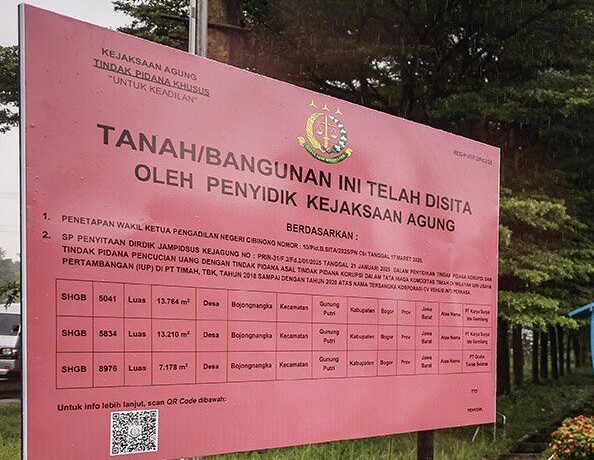 KEJAKSAAN AGUNG
TINDAK PIDANA KHUSUS
"UNTUK KEADILAN"
TANAH/BANGUNAN INI TELAH DISITA
OLEH PENYIDIK KEJAKSAAN AGUNG
BERDASARKAN :
1. PENETAPAN WAKIL KETUA PENGADILAN NEGERI CIBINONG NOMOR : 10/Pid.B.SITA/2025/PN Cbi TANGGAL 17 MARET 2025.
2. SP PENYITAAN DIRDIK JAMPIDSUS KEJAGUNG NO : PRIN-31/F.2/Fd.2/01/2025 TANGGAL 21 JANUARI 2025 DALAM PENYIDIKAN TINDAK PIDANA KORUPSI DAN
TINDAK PIDANA PENCUCIAN UANG DENGAN TINDAK PIDANA ASAL TINDAK PIDANA KORUPSI DALAM TATA NIAGA KOMODITAS TIMAH DI WILAYAH IZIN USAHA
PERTAMBANGAN (IUP) DI PT TIMAH, TBK, TAHUN 2015 SAMPAI DENGAN TAHUN 2022 ATAS NAMA TERSANGKA KORPORASI CV VENUS INTI PERKASA.
SHGB 5041 Luas 13.764 m² Desa Bojongnangka Kecamatan Gunung Putri Kabupaten Bogor Prov Jawa Barat Atas Nama PT Karya Surya Ide Gemilang
SHGB 5834 Luas 13.210 m² Desa Bojongnangka Kecamatan Gunung Putri Kabupaten Bogor Prov Jawa Barat Atas Nama PT Karya Surya Ide Gemilang
SHGB 8976 Luas 7.178 m² Desa Bojongnangka Kecamatan Gunung Putri Kabupaten Bogor Prov Jawa Barat Atas Nama PT Graha
Untuk info lebih lanjut, scan QR Code dibawah:
TTD
PENYIDIK,